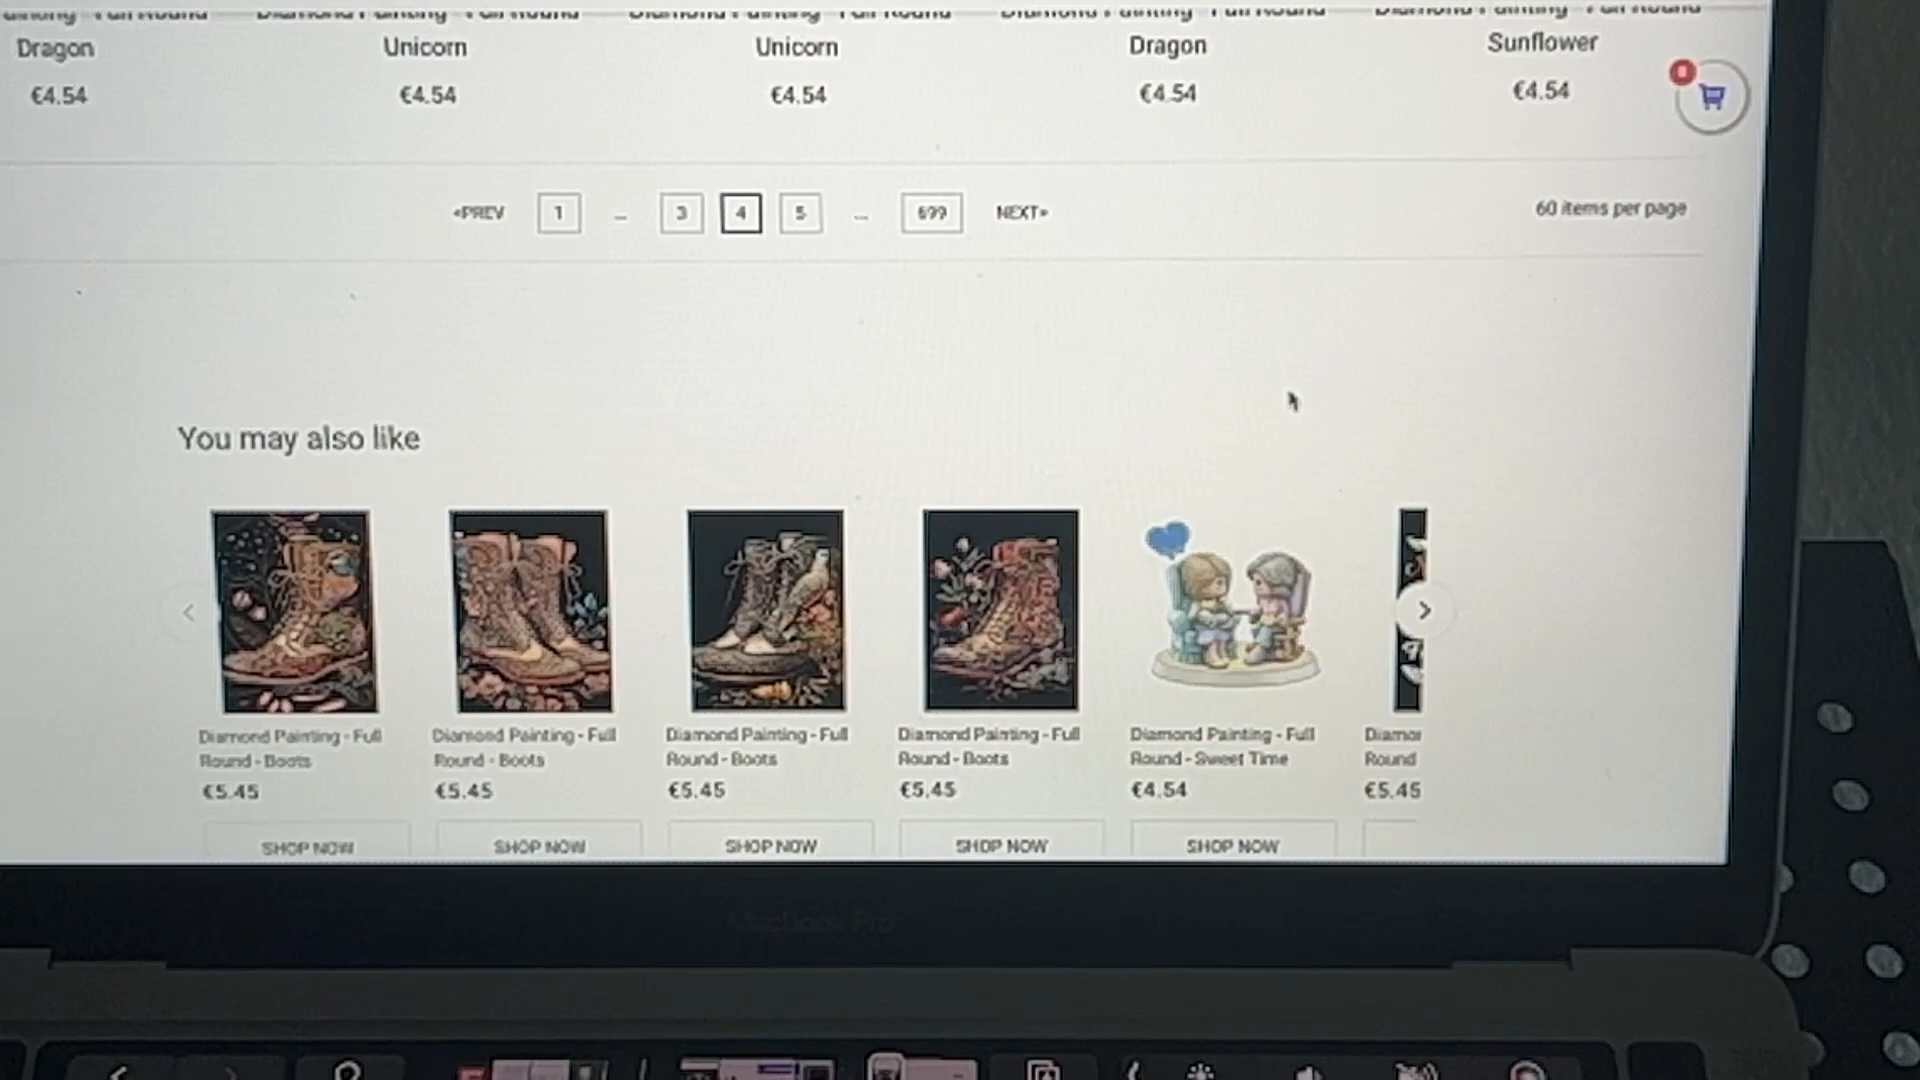 Dragon
Unicorn
Unicorn
Dragon
Sunflower
€4.54
€4.54
€4.54
€4.54
€4.54
<PREV 1 ... 3 4 5 ... 699 NEXT>
60 items per page
You may also like
Diamond Painting - Full
Round - Boots
€5.45
SHOP NOW
Diamond Painting - Full
Round - Boots
€5.45
SHOP NOW
Diamond Painting - Full
Round - Boots
€5.45
SHOP NOW
Diamond Painting - Full
Round - Boots
€5.45
SHOP NOW
Diamond Painting - Full
Round - Sweet Time
€4.54
SHOP NOW
Diamor
Round
€5.45
MacBook Pro